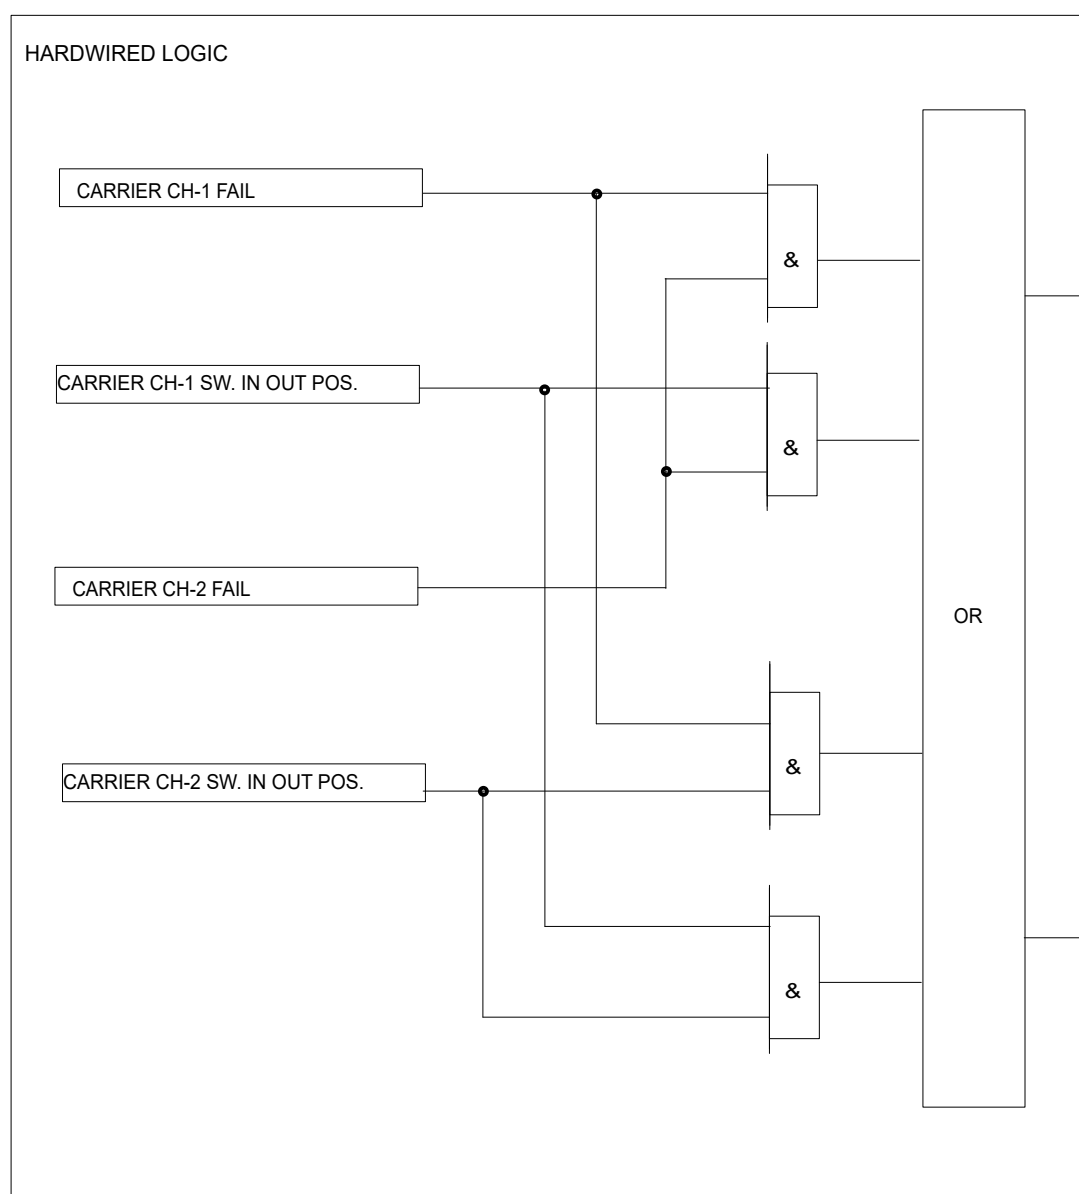 HARDWIRED LOGIC
CARRIER CH-1 FAIL
&
CARRIER CH-1 SW. IN OUT POS.
&
CARRIER CH-2 FAIL
OR
CARRIER CH-2 SW. IN OUT POS.
&
&